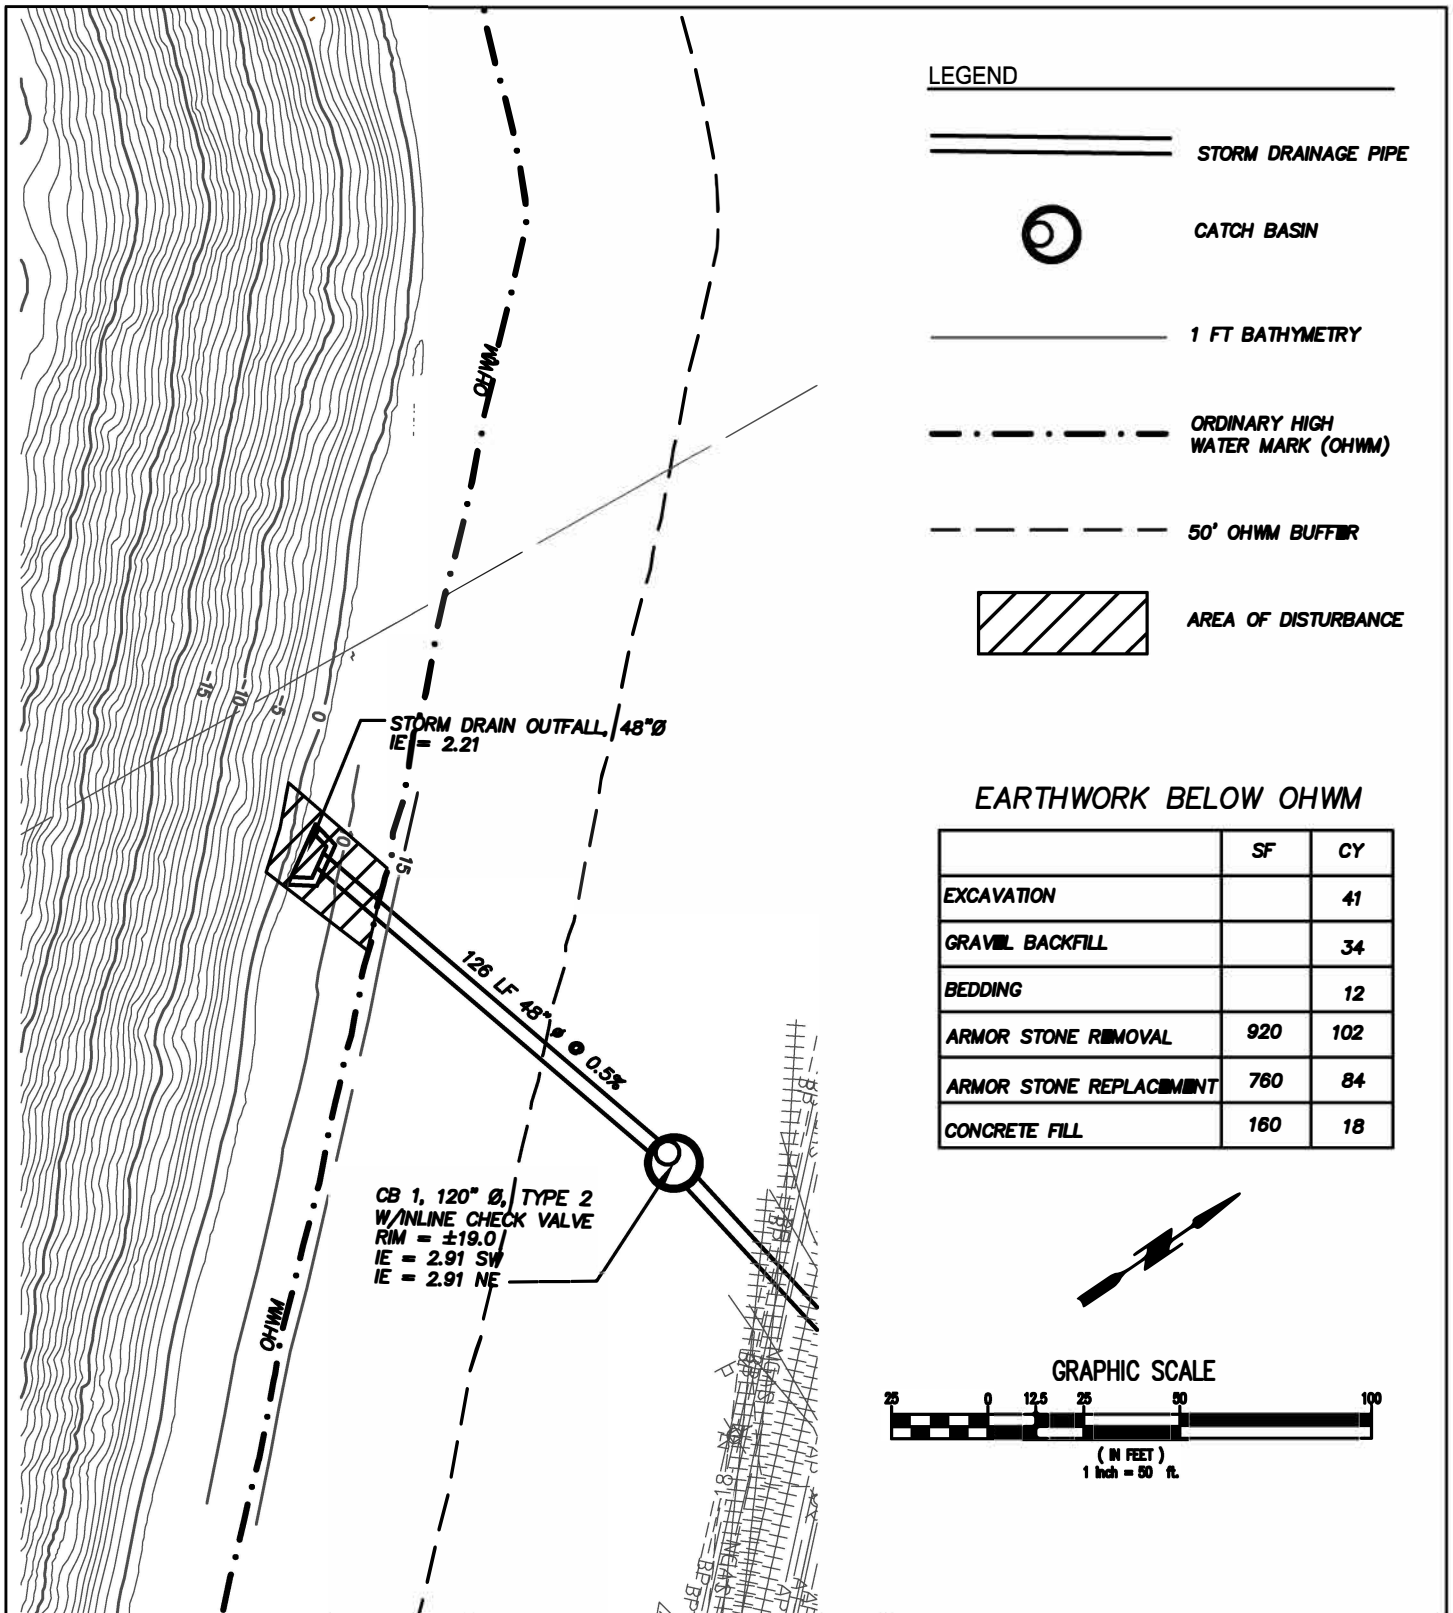 LEGEND
STORM DRAINAGE PIPE
CATCH BASIN
1 FT BATHYMETRY
ORDINARY HIGH
WATER MARK (OHWM)
50' OHWM BUFFER
AREA OF DISTURBANCE
OHWM
-15
-10
-5
0
STORM DRAIN OUTFALL, 48"Ø
IE = 2.21
10
15
126 LF 48" Ø @ 0.5%
CB 1, 120" Ø, TYPE 2
W/INLINE CHECK VALVE
RIM = ±19.0
IE = 2.91 SW
IE = 2.91 NE
OHWM
EARTHWORK BELOW OHWM
SF CY
EXCAVATION 41
GRAVEL BACKFILL 34
BEDDING 12
ARMOR STONE REMOVAL 920 102
ARMOR STONE REPLACEMENT 760 84
CONCRETE FILL 160 18
GRAPHIC SCALE
25 0 12.5 25 50 100
( IN FEET )
1 inch = 50 ft.